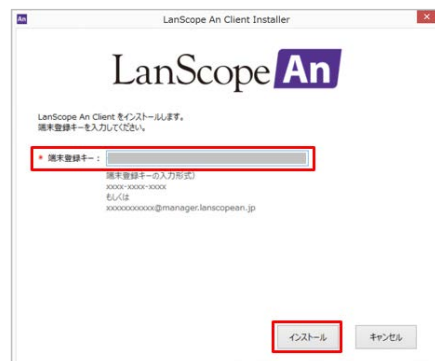 An
LanScope An Client Installer
LanScope An
LanScope An Client をインストールします。
端末登録キーを入力してください。
* 端末登録キー：
端末登録キーの入力形式)
xxxx-xxxx-xxxx
もしくは
xxxxxxxxxxx@manager.lanscopean.jp
インストール
キャンセル